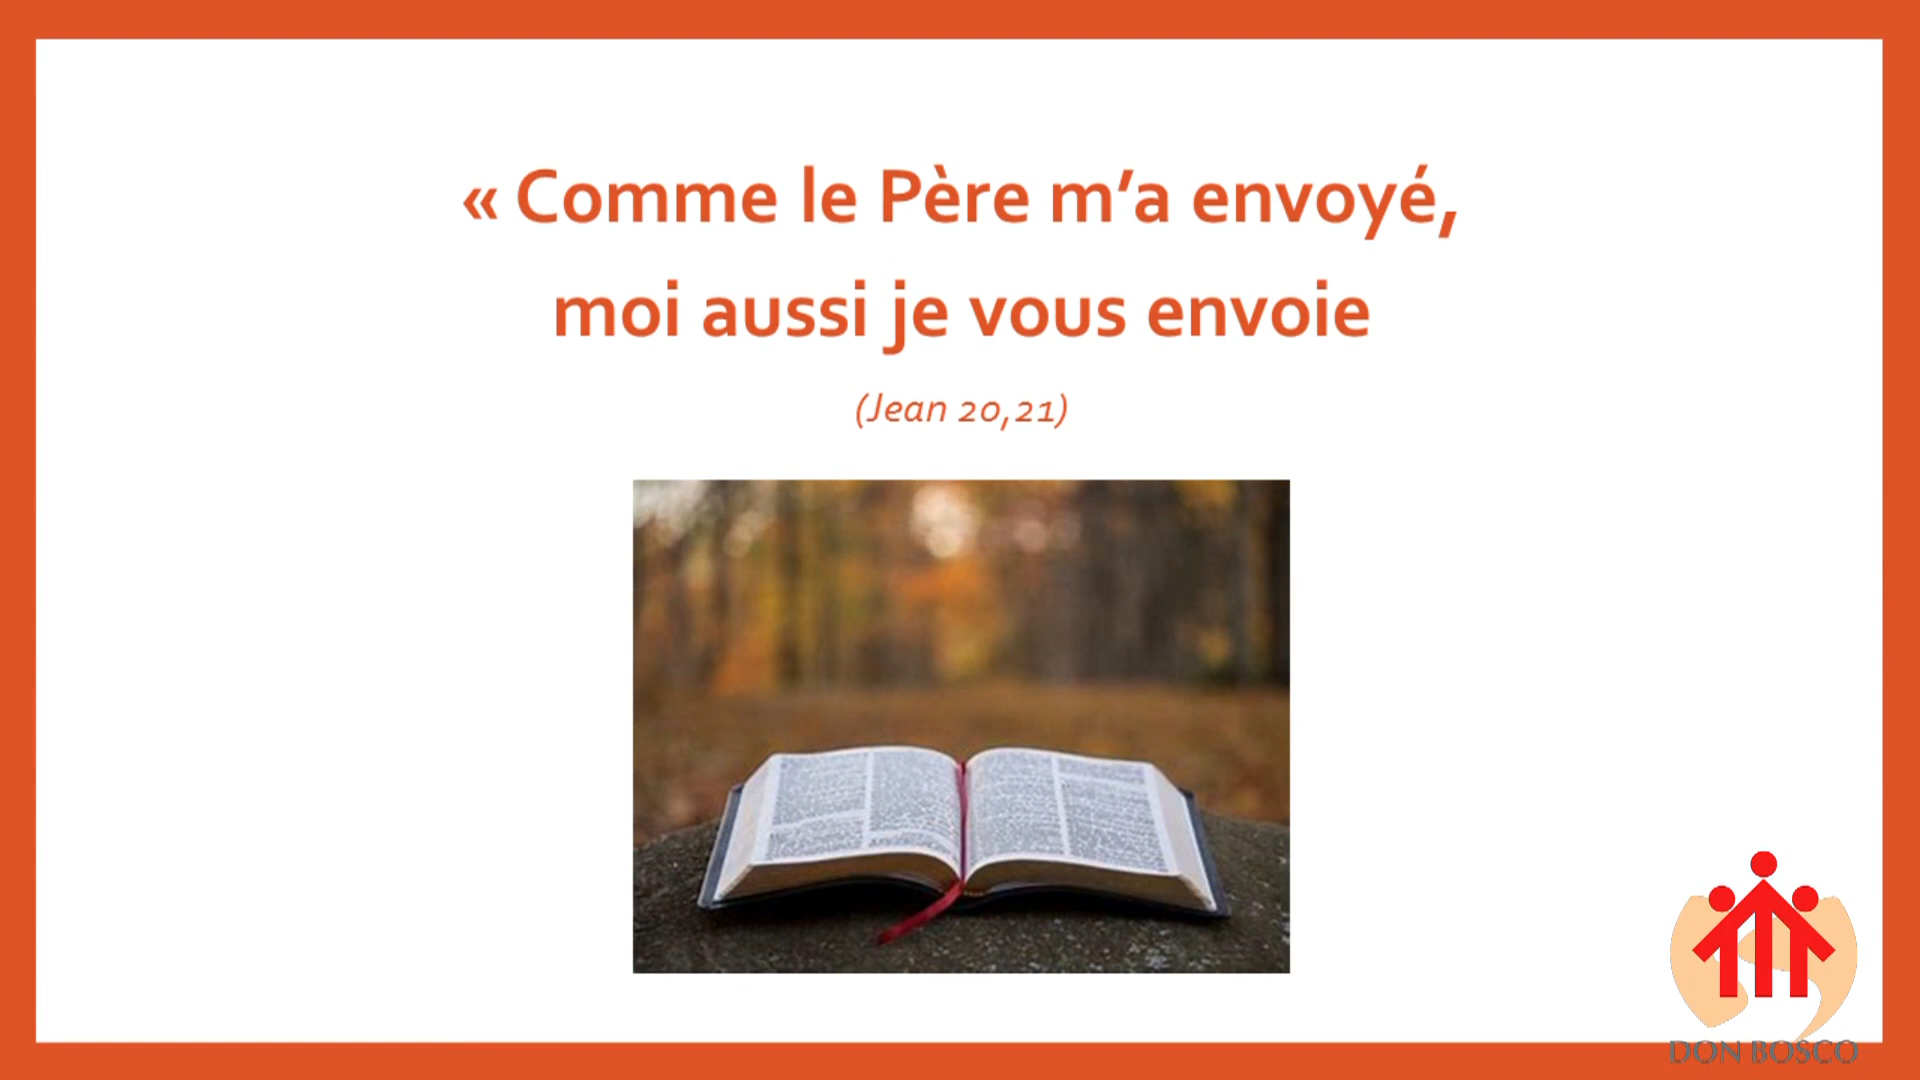 « Comme le Père m’a envoyé,
moi aussi je vous envoie
(Jean 20,21)
DON BOSCO